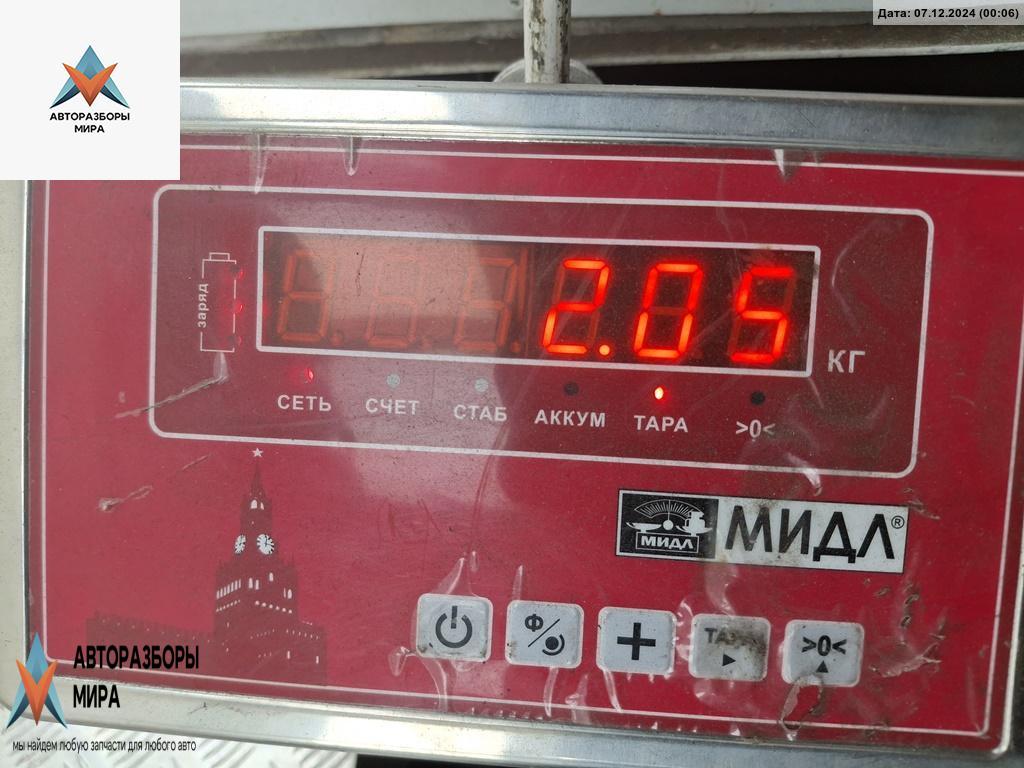 Дата: 07.12.2024 (00:06)
АВТОРАЗБОРЫ
МИРА
заряд
2.05
КГ
СЕТЬ СЧЕТ СТАБ АККУМ ТАРА >0<
МИДЛ МИДЛ®
Ф
+
>0<
АВТОРАЗБОРЫ
МИРА
мы найдем любую запчасти для любого авто